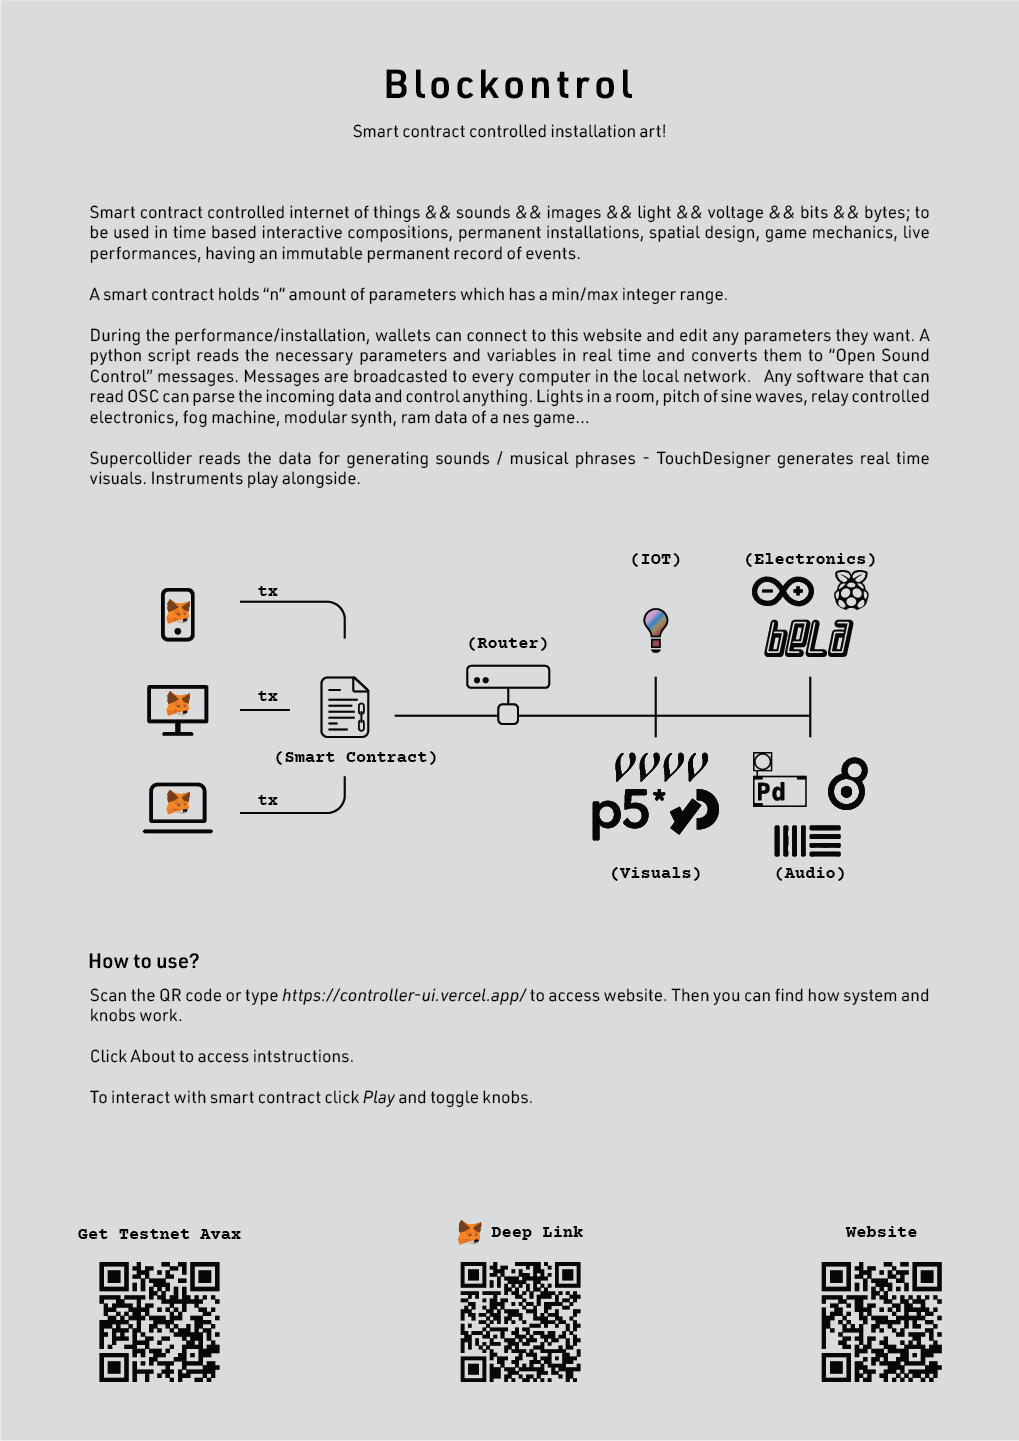 Blockontrol
Smart contract controlled installation art!
Smart contract controlled internet of things && sounds && images && light && voltage && bits && bytes; to
be used in time based interactive compositions, permanent installations, spatial design, game mechanics, live
performances, having an immutable permanent record of events.
A smart contract holds “n” amount of parameters which has a min/max integer range.
During the performance/installation, wallets can connect to this website and edit any parameters they want. A
python script reads the necessary parameters and variables in real time and converts them to “Open Sound
Control” messages. Messages are broadcasted to every computer in the local network. Any software that can
read OSC can parse the incoming data and control anything. Lights in a room, pitch of sine waves, relay controlled
electronics, fog machine, modular synth, ram data of a nes game...
Supercollider reads the data for generating sounds / musical phrases - TouchDesigner generates real time
visuals. Instruments play alongside.
(IOT)
(Electronics)
tx
bela
(Router)
tx
(Smart Contract)
tx
vvvv
p5*
Pd
(Visuals)
(Audio)
How to use?
Scan the QR code or type https://controller-ui.vercel.app/ to access website. Then you can find how system and
knobs work.
Click About to access intstructions.
To interact with smart contract click Play and toggle knobs.
Get Testnet Avax
Deep Link
Website